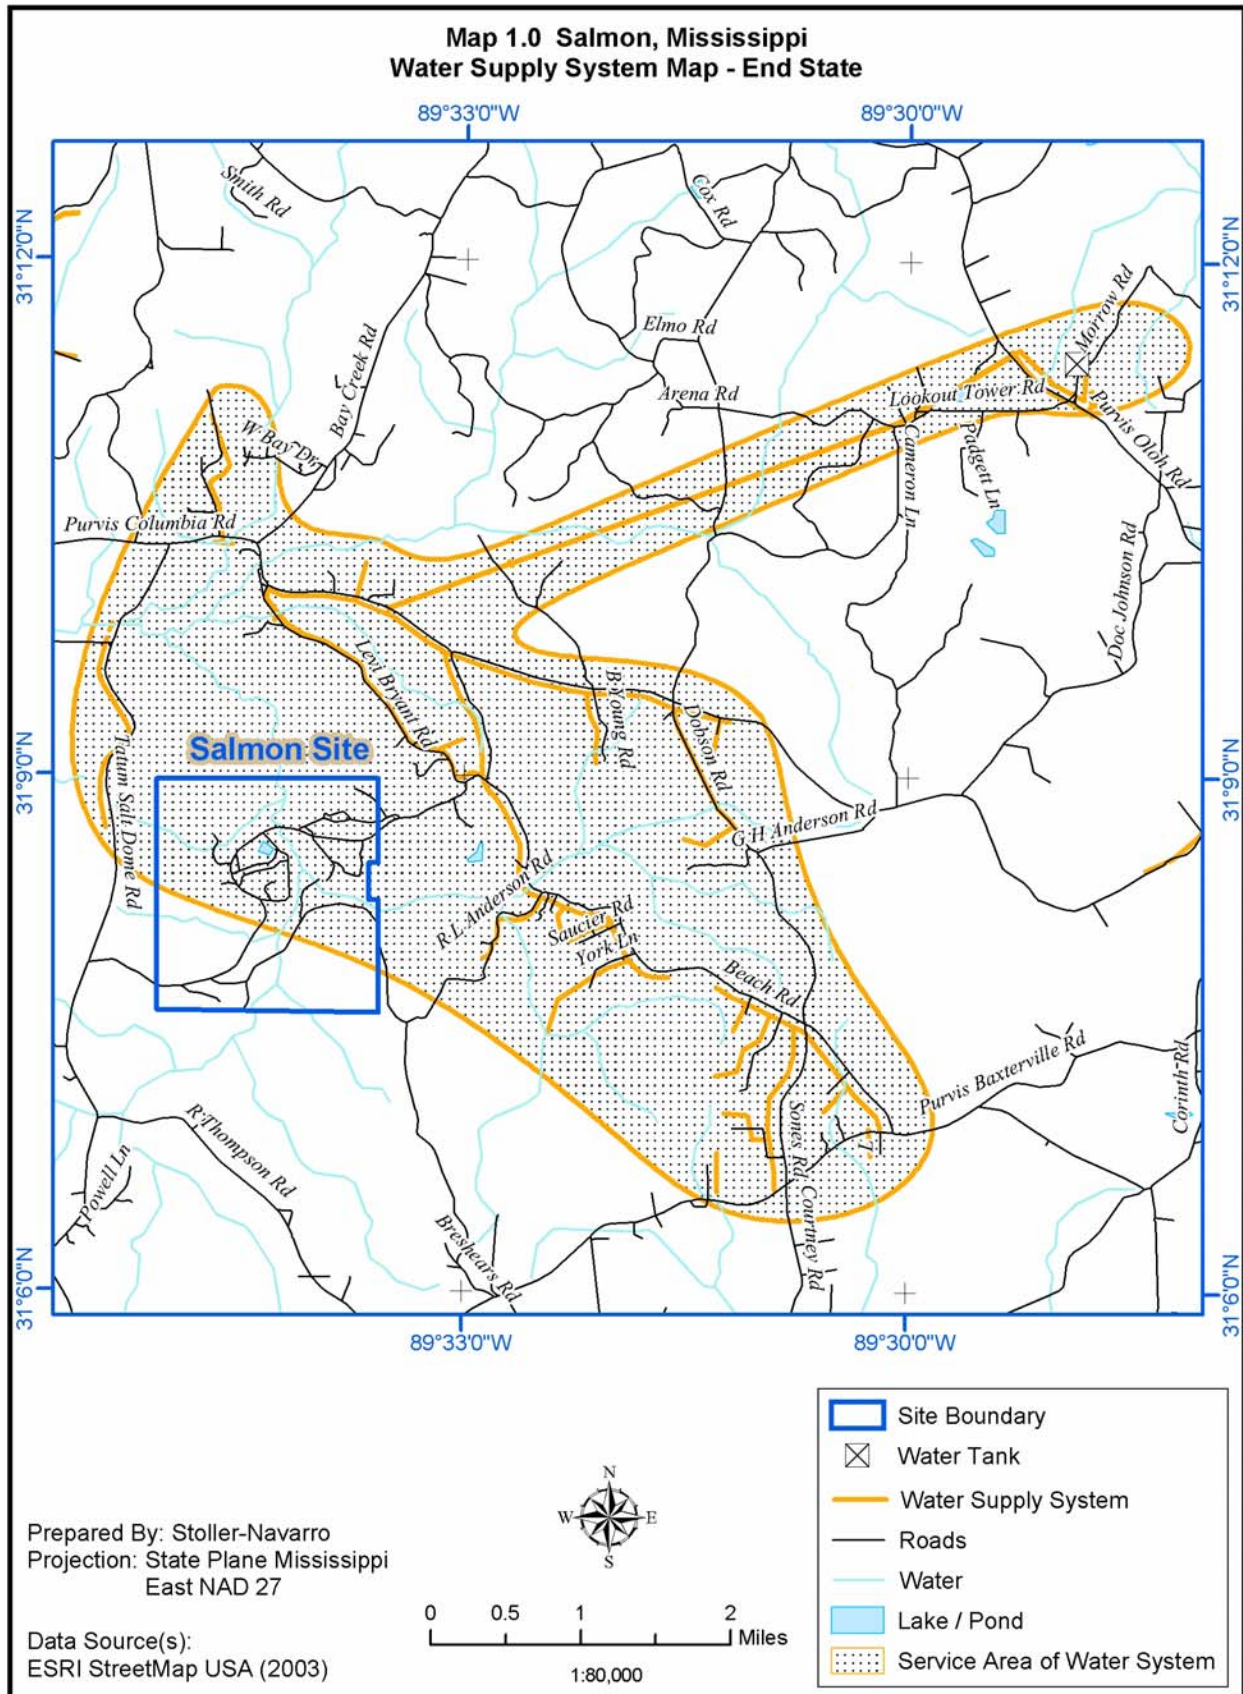 Map 1.0 Salmon, Mississippi
Water Supply System Map - End State
89°33'0"W
89°30'0"W
Smith Rd
Cox Rd
31°12'0"N
31°12'0"N
Morrow Rd
Elmo Rd
Bay Creek Rd
Arena Rd
Lookout Tower Rd
W Bay Dr
Cameron Ln
Padgett Ln
Purvis Oloh Rd
Purvis Columbia Rd
Doc Johnson Rd
Levi Bryant Rd
B Young Rd
Dobson Rd
Salmon Site
31°9'0"N
31°9'0"N
Tatum Salt Dome Rd
G H Anderson Rd
R L Anderson Rd
Saucier Rd
York Ln
Beach Rd
Purvis Baxterville Rd
Corinth Rd
Sones Rd
R Thompson Rd
Powell Ln
Courtney Rd
Breshears Rd
31°6'0"N
31°6'0"N
89°33'0"W
89°30'0"W
Site Boundary
Water Tank
Water Supply System
Roads
Water
Lake / Pond
Service Area of Water System
N
W E
S
Prepared By: Stoller-Navarro
Projection: State Plane Mississippi
East NAD 27
0 0.5 1 2
Miles
1:80,000
Data Source(s):
ESRI StreetMap USA (2003)